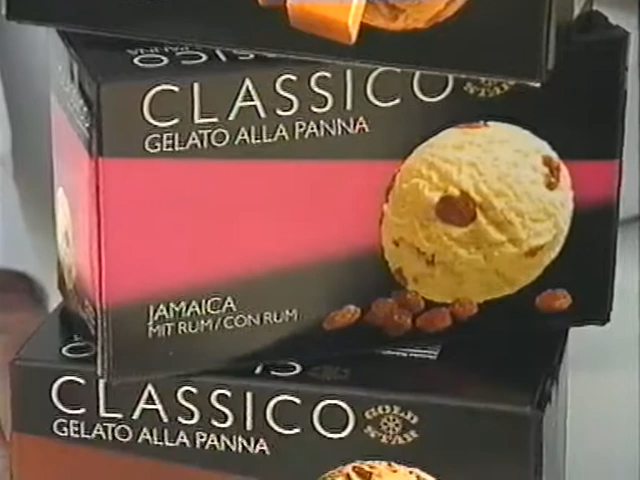 CLASSICO
GELATO ALLA PANNA
JAMAICA
MIT RUM/CON RUM
CLASSICO
GOLD
STAR
GELATO ALLA PANNA